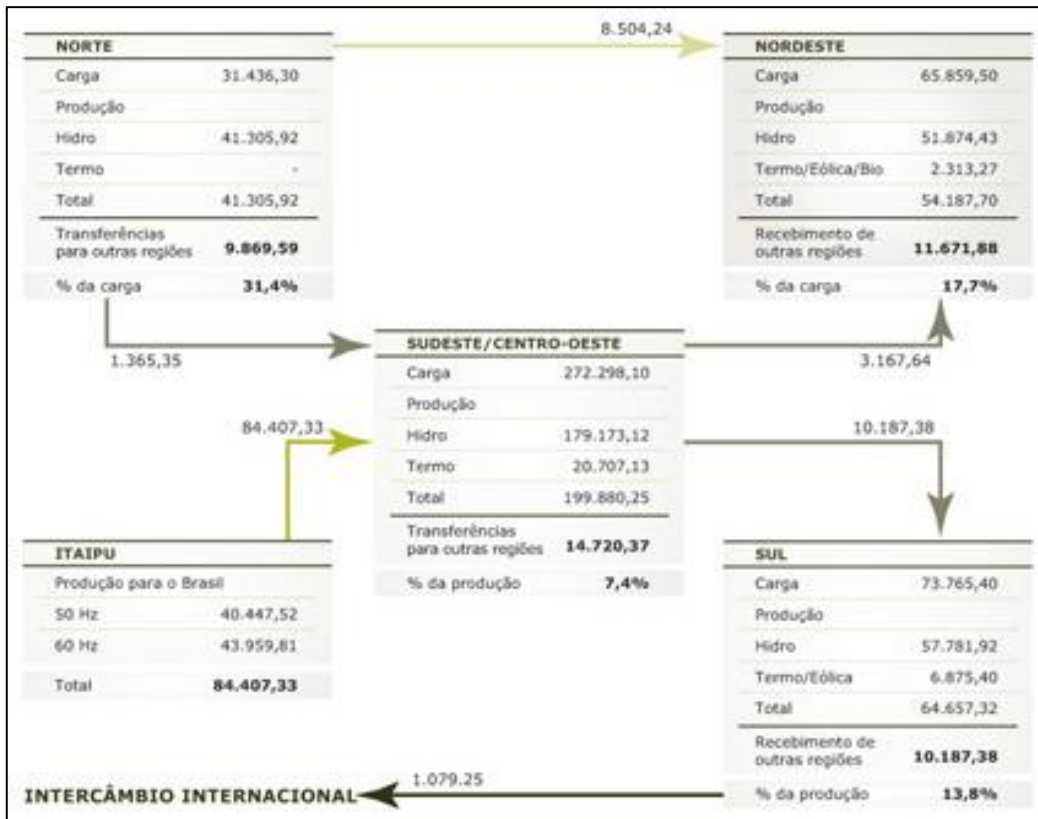 8.504,24
NORTE
Carga 31.436,30
Produção
Hidro 41.305,92
Termo -
Total 41.305,92
Transferências
para outras regiões 9.869,59
% da carga 31,4%
NORDESTE
Carga 65.859,50
Produção
Hidro 51.874,43
Termo/Eólica/Bio 2.313,27
Total 54.187,70
Recebimento de
outras regiões 11.671,88
% da carga 17,7%
1.365,35
3.167,64
SUDESTE/CENTRO-OESTE
Carga 272.298,10
Produção
Hidro 179.173,12
Termo 20.707,13
Total 199.880,25
Transferências
para outras regiões 14.720,37
% da produção 7,4%
84.407,33
10.187,38
ITAIPU
Produção para o Brasil
50 Hz 40.447,52
60 Hz 43.959,81
Total 84.407,33
SUL
Carga 73.765,40
Produção
Hidro 57.781,92
Termo/Eólica 6.875,40
Total 64.657,32
Recebimento de
outras regiões 10.187,38
% da produção 13,8%
1.079.25
INTERCÂMBIO INTERNACIONAL